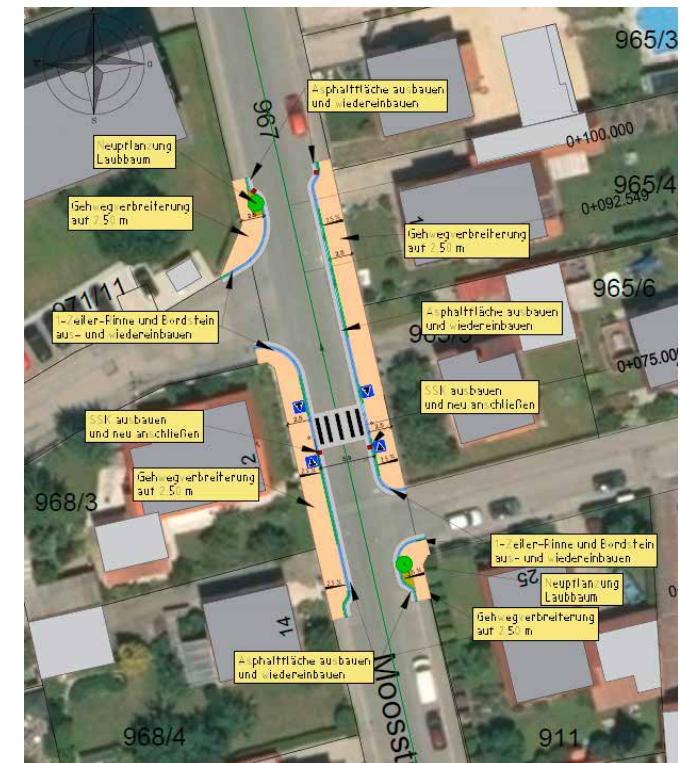 965/3
Asphaltfläche ausbauen
und wiedereinbauen
967
0+100.000
Neupflanzung
Laubbaum
965/4
0+092.549
Gehwegverbreiterung
auf 2.50 m
Gehwegverbreiterung
auf 2.50 m
971/11
965/6
1-Zeiler-Rinne und Bordstein
aus- und wiedereinbauen
Asphaltfläche ausbauen
und wiedereinbauen
0+075.000
SSK ausbauen
und neu anschließen
SSK ausbauen
und neu anschließen
2
Gehwegverbreiterung
auf 2.50 m
968/3
1-Zeiler-Rinne und Bordstein
aus- und wiedereinbauen
25
Neupflanzung
Laubbaum
Gehwegverbreiterung
auf 2.50 m
14
Asphaltfläche ausbauen
und wiedereinbauen
Moosst
968/4
911